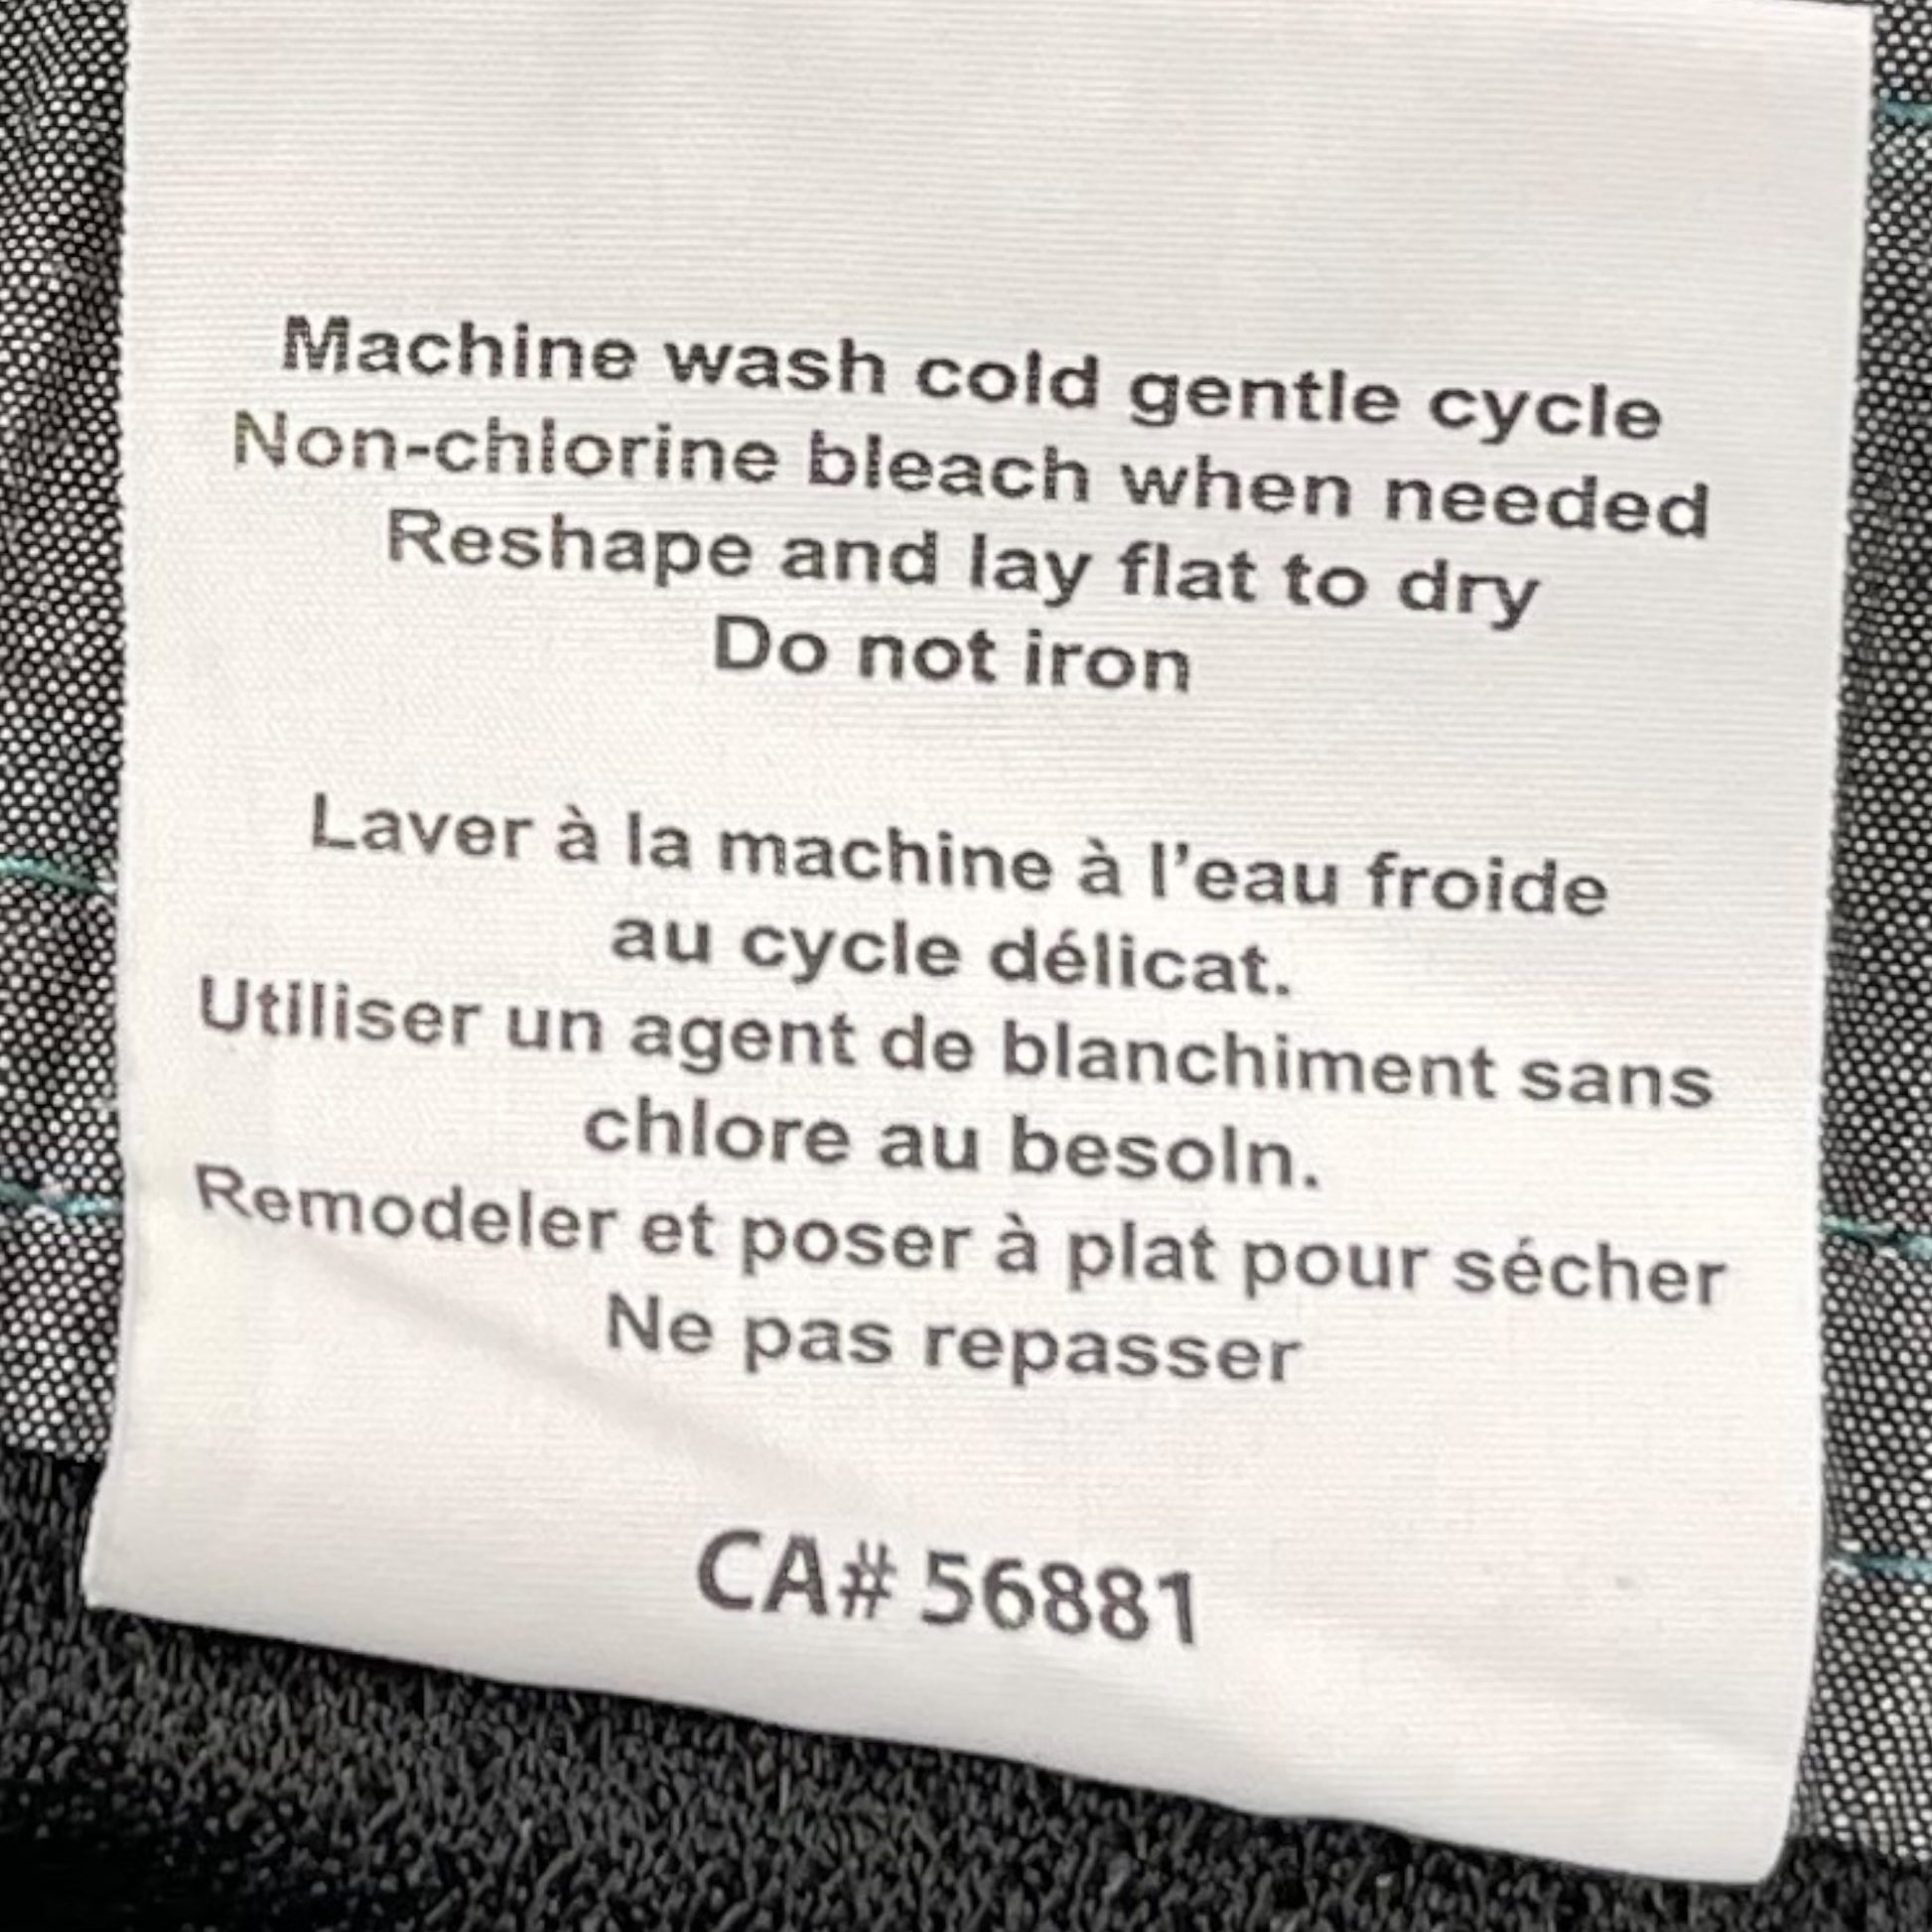 Machine wash cold gentle cycle
Non-chlorine bleach when needed
Reshape and lay flat to dry
Do not iron
Laver à la machine à l’eau froide
au cycle délicat.
Utiliser un agent de blanchiment sans
chlore au besoln.
Remodeler et poser à plat pour sécher
Ne pas repasser
CA# 56881